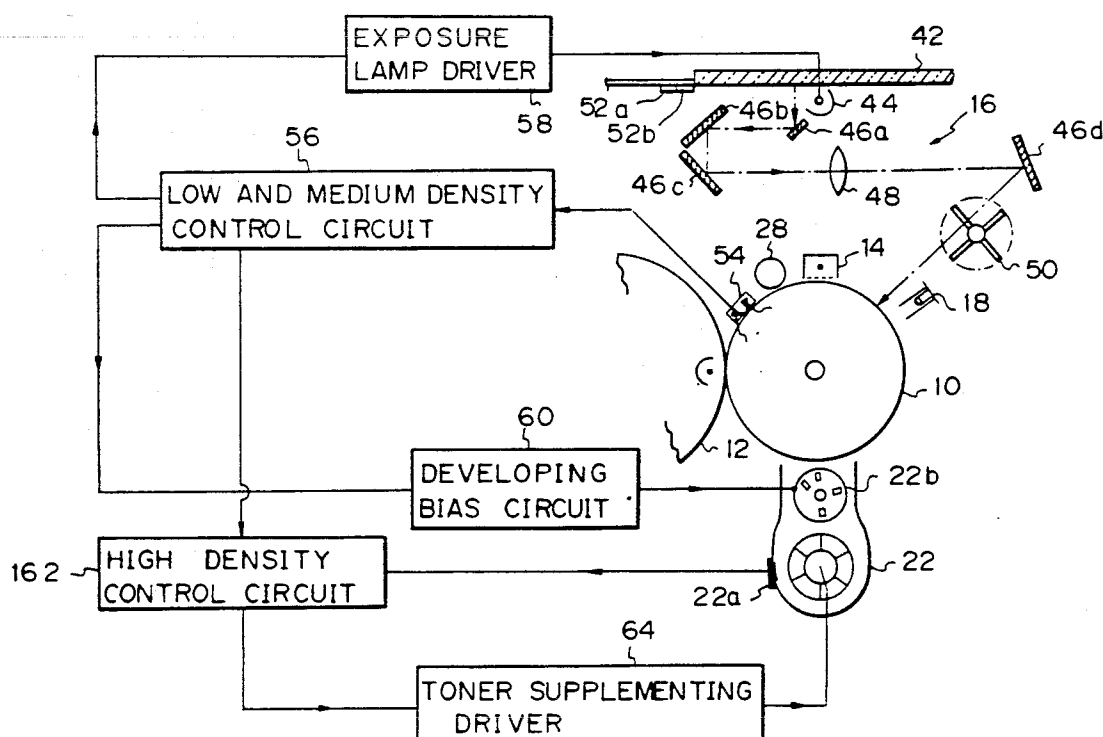 EXPOSURE
LAMP DRIVER
58
42
52a
52b
46b
44
46a
16
46d
46c
48
56
LOW AND MEDIUM DENSITY
CONTROL CIRCUIT
28
14
54
50
18
10
12
60
DEVELOPING
BIAS CIRCUIT
22b
HIGH DENSITY
CONTROL CIRCUIT
162
22
22a
64
TONER SUPPLEMENTING
DRIVER